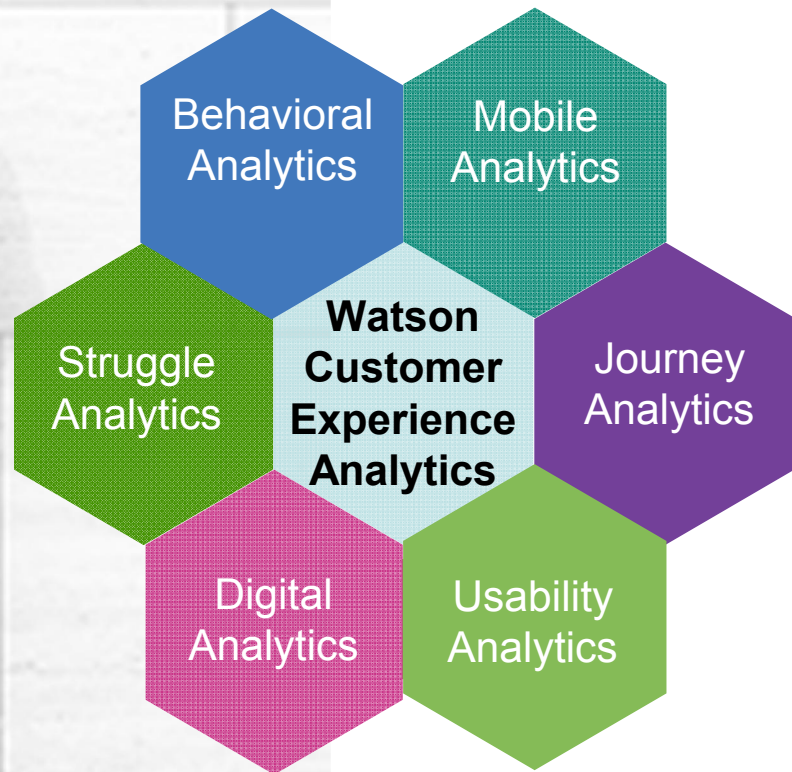 Behavioral
Analytics
Mobile
Analytics
Struggle
Analytics
Watson
Customer
Experience
Analytics
Journey
Analytics
Digital
Analytics
Usability
Analytics